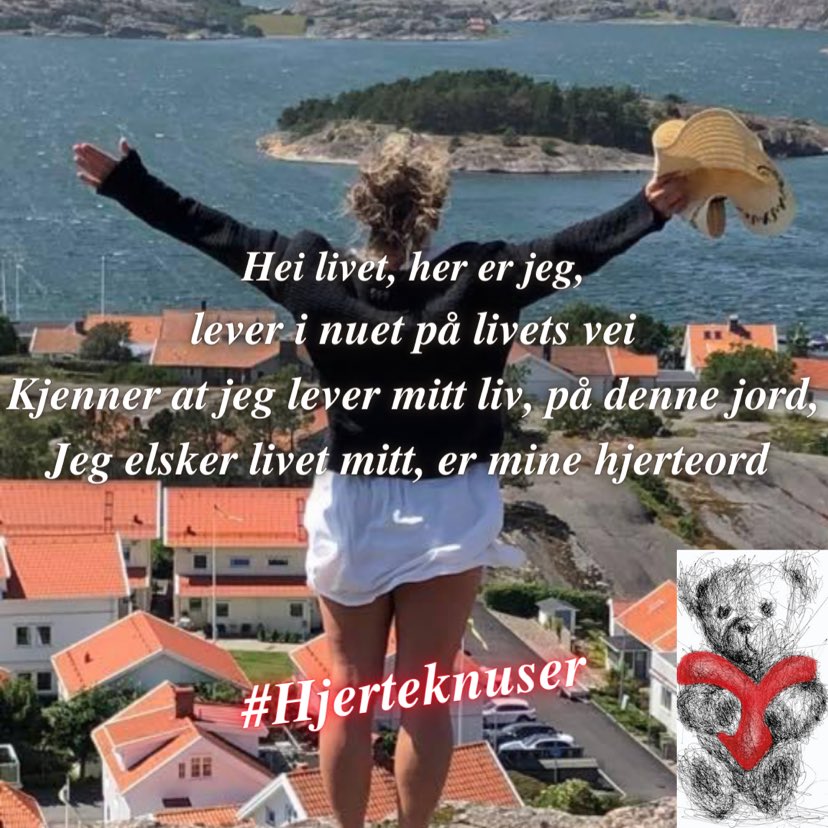 Hei livet, her er jeg,
lever i nuet på livets vei
Kjenner at jeg lever mitt liv, på denne jord,
Jeg elsker livet mitt, er mine hjerteord
#Hjerteknuser